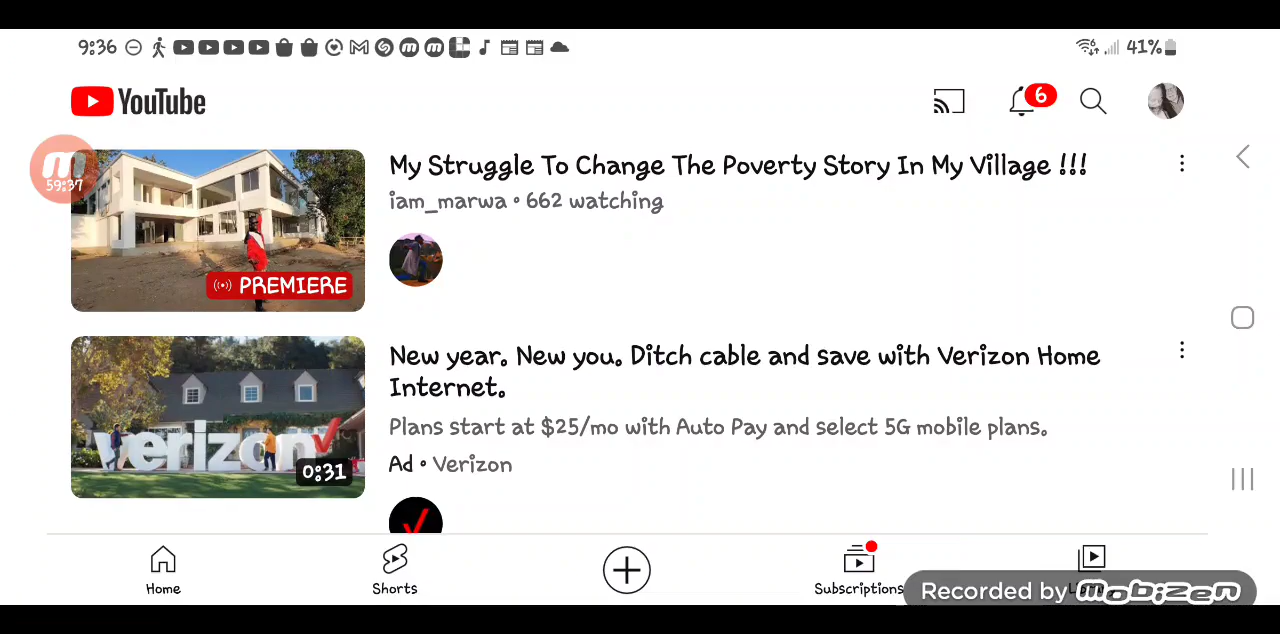 9:36
41%
YouTube
6
59:37
My Struggle To Change The Poverty Story In My Village !!!
iam_marwa • 662 watching
PREMIERE
New year. New you. Ditch cable and save with Verizon Home
Internet.
Plans start at $25/mo with Auto Pay and select 5G mobile plans.
Ad • Verizon
verizon
0:31
Home
Shorts
Subscriptions
Recorded by mobizen